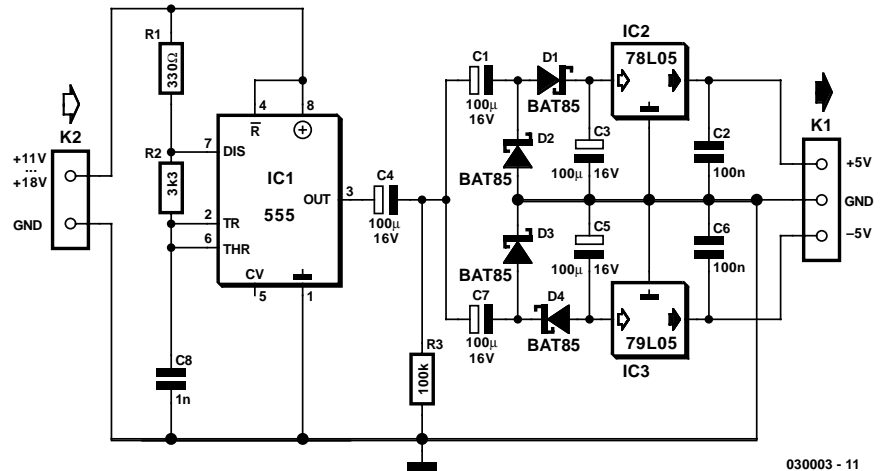 R1
330Ω
K2
+11V
...
+18V
GND
R2
3k3
4
8
R
7
DIS
IC1
555
OUT
3
2
TR
6
THR
CV
5
1
C8
1n
C4
100µ
16V
R3
100k
C1
100µ
16V
D1
BAT85
D2
BAT85
C3
100µ
16V
IC2
78L05
C2
100n
K1
+5V
GND
–5V
D3
BAT85
C5
100µ
16V
C6
100n
C7
100µ
16V
D4
BAT85
79L05
IC3
030003 - 11